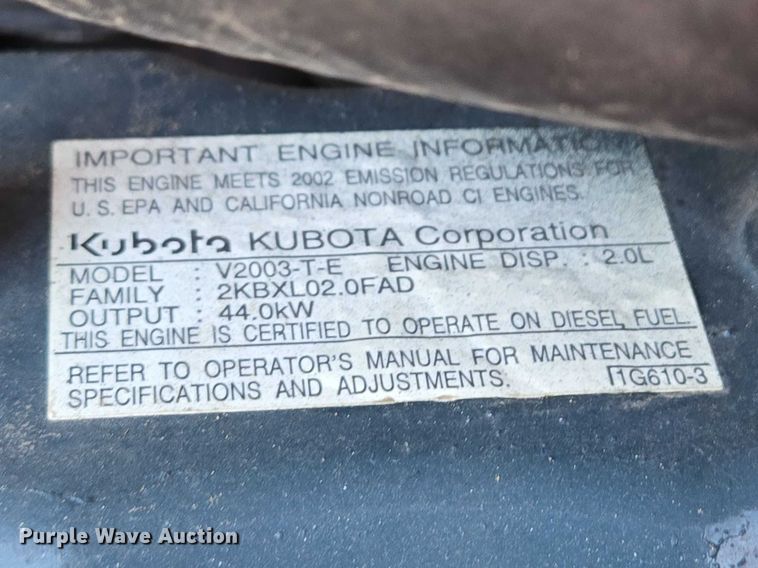 IMPORTANT ENGINE INFORMATION
THIS ENGINE MEETS 2002 EMISSION REGULATIONS FOR
U.S. EPA AND CALIFORNIA NONROAD CI ENGINES.
Kubota KUBOTA Corporation
MODEL : V2003-T-E ENGINE DISP. : 2.0L
FAMILY : 2KBXL02.0FAD
OUTPUT : 44.0kW
THIS ENGINE IS CERTIFIED TO OPERATE ON DIESEL FUEL.
REFER TO OPERATOR'S MANUAL FOR MAINTENANCE
SPECIFICATIONS AND ADJUSTMENTS. 1G610-3
Purple Wave Auction